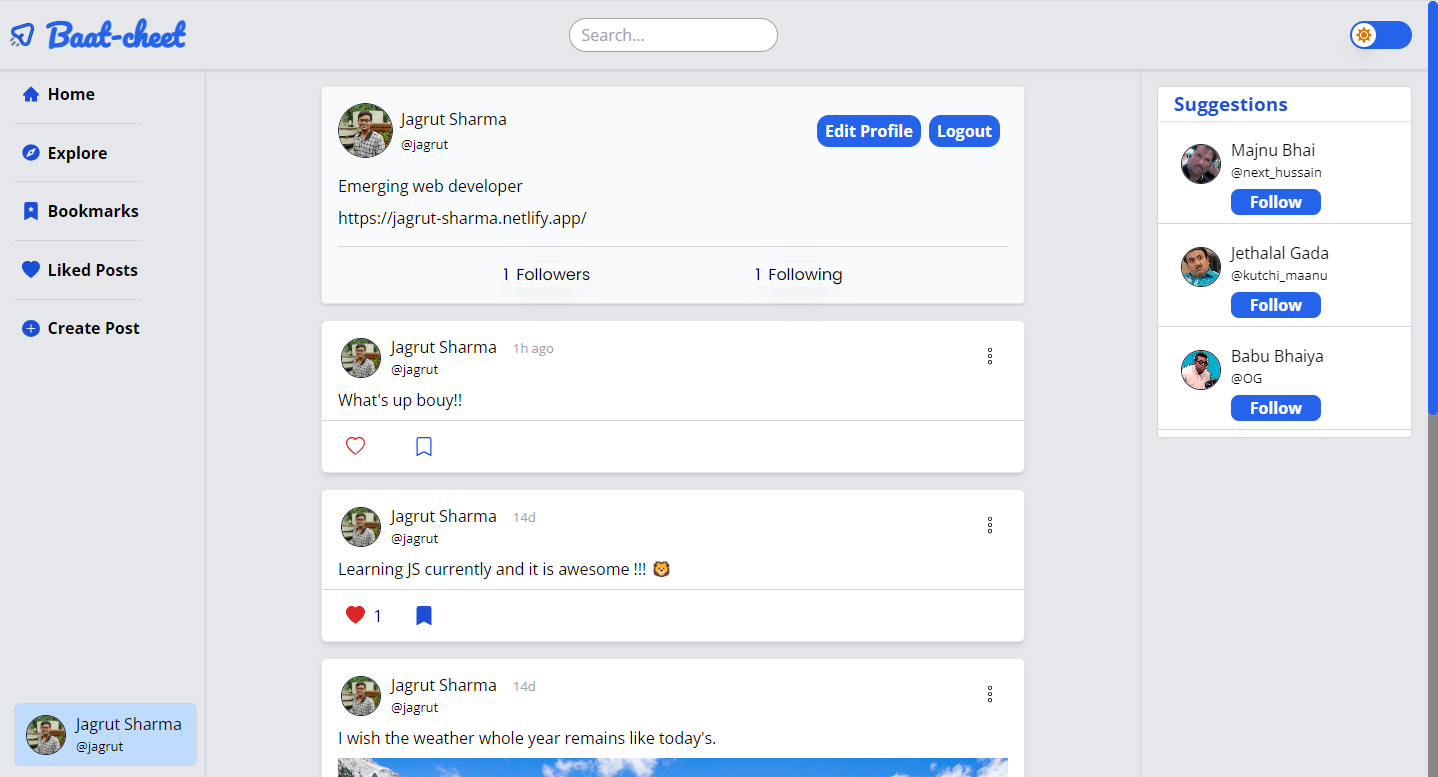 Baat-cheet
Search...
Home
Explore
Bookmarks
Liked Posts
Create Post
Jagrut Sharma
@jagrut
Jagrut Sharma
@jagrut
Edit Profile
Logout
Emerging web developer
https://jagrut-sharma.netlify.app/
1 Followers
1 Following
Jagrut Sharma 1h ago
@jagrut
What's up bouy!!
Jagrut Sharma 14d
@jagrut
Learning JS currently and it is awesome !!! 🦁
1
Jagrut Sharma 14d
@jagrut
I wish the weather whole year remains like today's.
Suggestions
Majnu Bhai
@next_hussain
Follow
Jethalal Gada
@kutchi_maanu
Follow
Babu Bhaiya
@OG
Follow